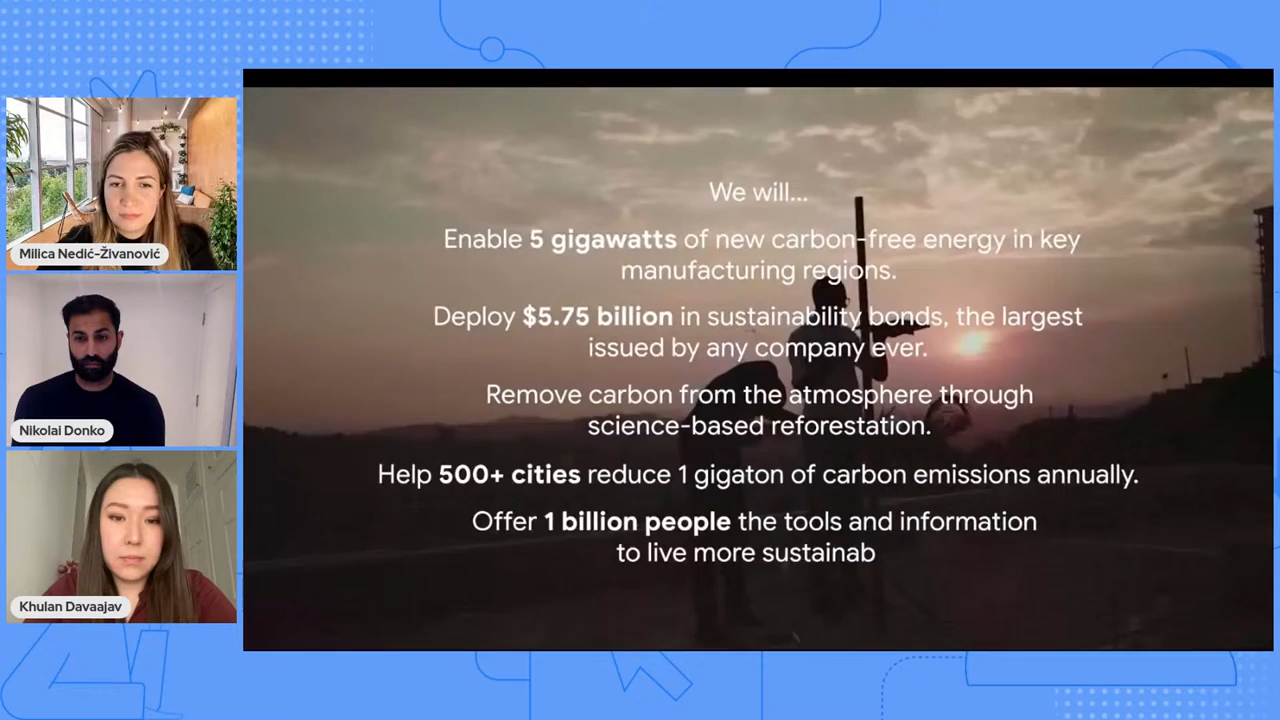 Milica Nedić-Živanović
Nikolai Donko
Khulan Davaajav
We will...
Enable 5 gigawatts of new carbon-free energy in key
manufacturing regions.
Deploy $5.75 billion in sustainability bonds, the largest
issued by any company ever.
Remove carbon from the atmosphere through
science-based reforestation.
Help 500+ cities reduce 1 gigaton of carbon emissions annually.
Offer 1 billion people the tools and information
to live more sustainab